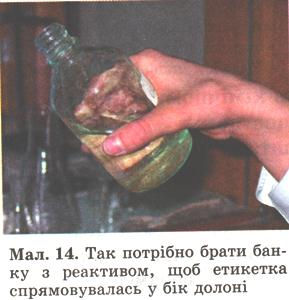 Мал. 14. Так потрібно брати бан-
ку з реактивом, щоб етикетка
спрямовувалась у бік долоні